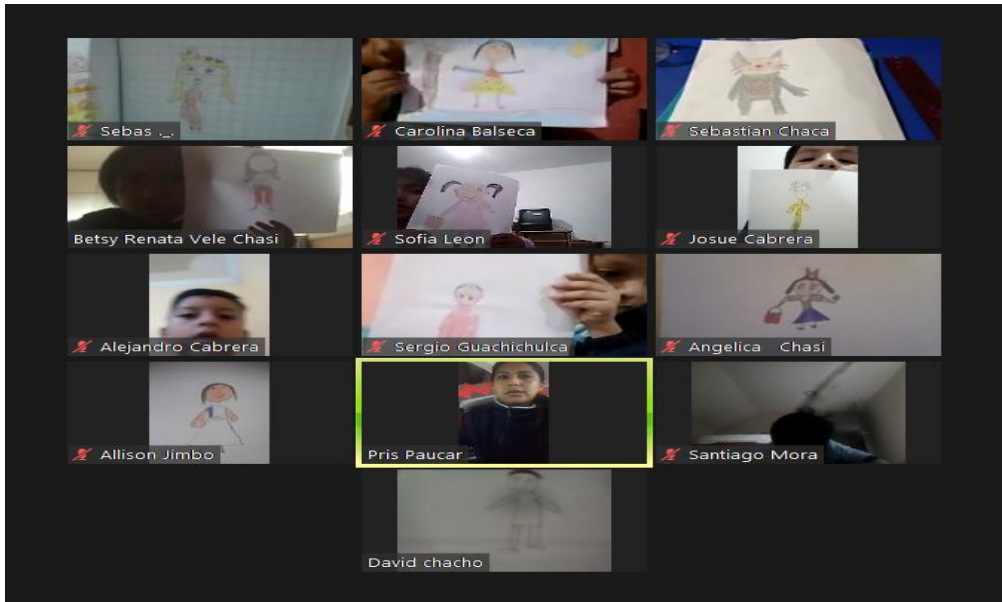 Sebas ._.
Carolina Balseca
Sebastian Chaca
Betsy Renata Vele Chasi
Sofia Leon
Josue Cabrera
Alejandro Cabrera
Sergio Guachichulca
Angelica Chasi
Allison Jimbo
Pris Paucar
Santiago Mora
David chacho